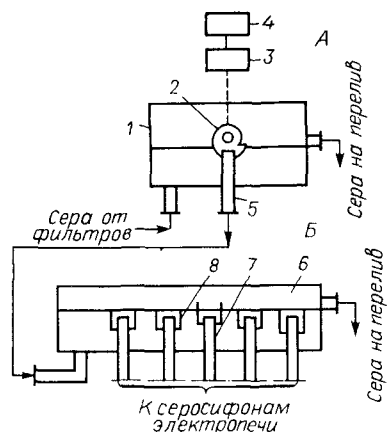 4
А
3
2
1
Сера на перелив
5
Сера от
фильтров
Б
8
7
6
Сера на перелив
К серосифонам
электропечи